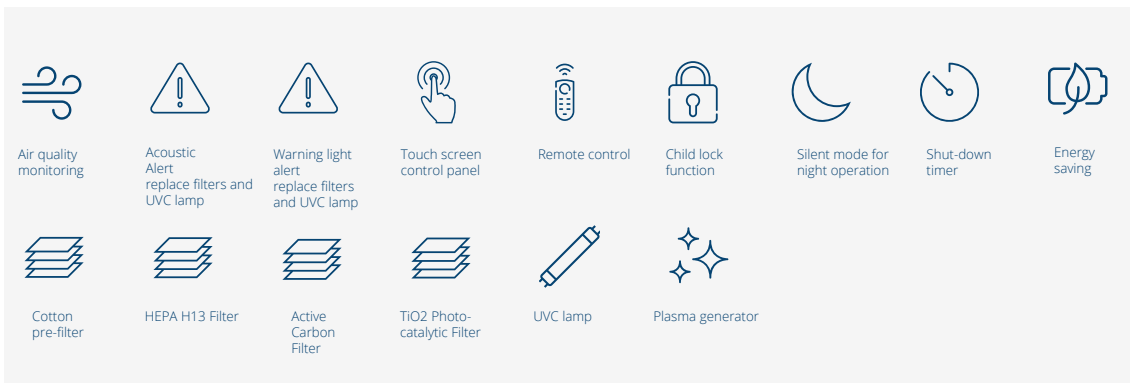 Air quality
monitoring
Acoustic
Alert
replace filters and
UVC lamp
Warning light
alert
replace filters
and UVC lamp
Touch screen
control panel
Remote control
Child lock
function
Silent mode for
night operation
Shut-down
timer
Energy
saving
Cotton
pre-filter
HEPA H13 Filter
Active
Carbon
Filter
TiO2 Photo-
catalytic Filter
UVC lamp
Plasma generator